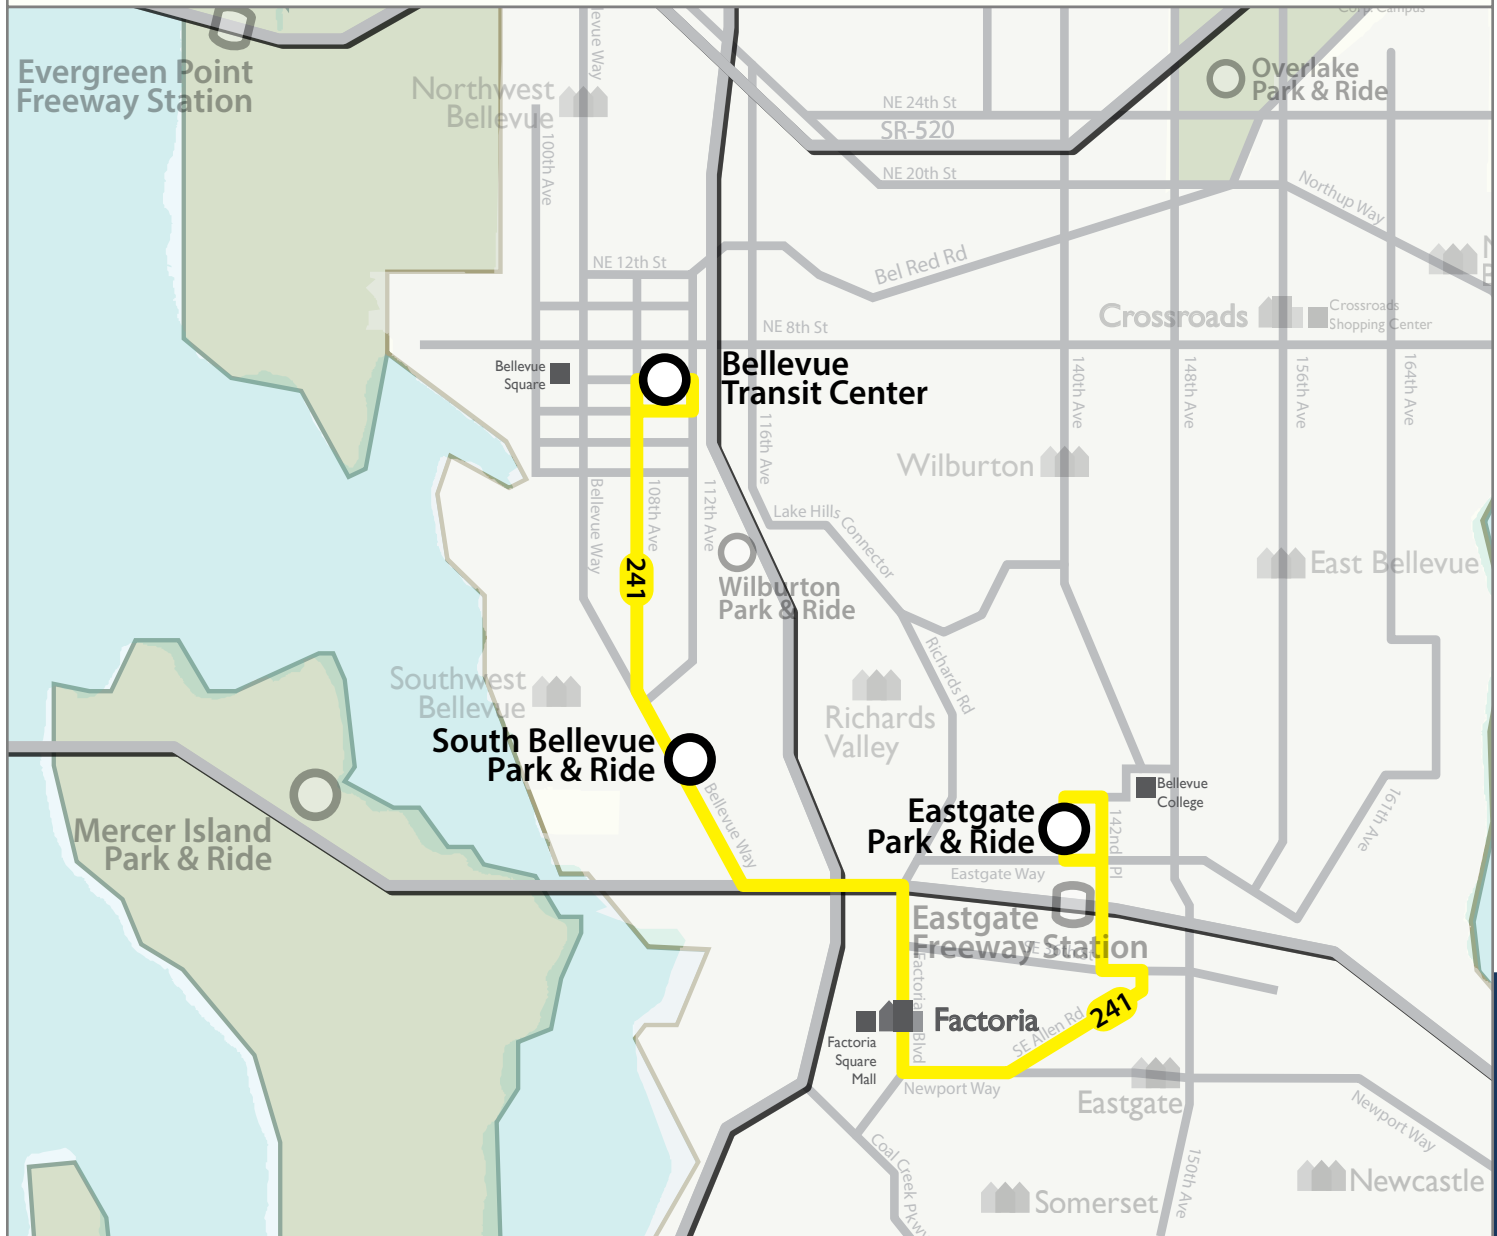 Evergreen Point
Freeway Station
Northwest
Bellevue
100th Ave
NE 24th St
SR-520
NE 20th St
Overlake
Park & Ride
Northup Way
NE 12th St
Bel Red Rd
Crossroads
Crossroads
Shopping Center
NE 8th St
Bellevue
Square
Bellevue
Transit Center
116th Ave
140th Ave
148th Ave
156th Ave
164th Ave
Wilburton
Bellevue Way
108th Ave
112th Ave
Lake Hills Connector
241
Wilburton
Park & Ride
East Bellevue
Southwest
Bellevue
Richards Rd
Richards
Valley
South Bellevue
Park & Ride
Bellevue Way
Bellevue
College
Eastgate
Park & Ride
142nd Pl
161th Ave
Mercer Island
Park & Ride
Eastgate Way
Eastgate
Freeway Station
SE 36th St
Factoria Blvd
Factoria
241
SE Allen Rd
Factoria
Square
Mall
Newport Way
Eastgate
Newport Way
Coal Creek Pkwy
150th Ave
Somerset
Newcastle